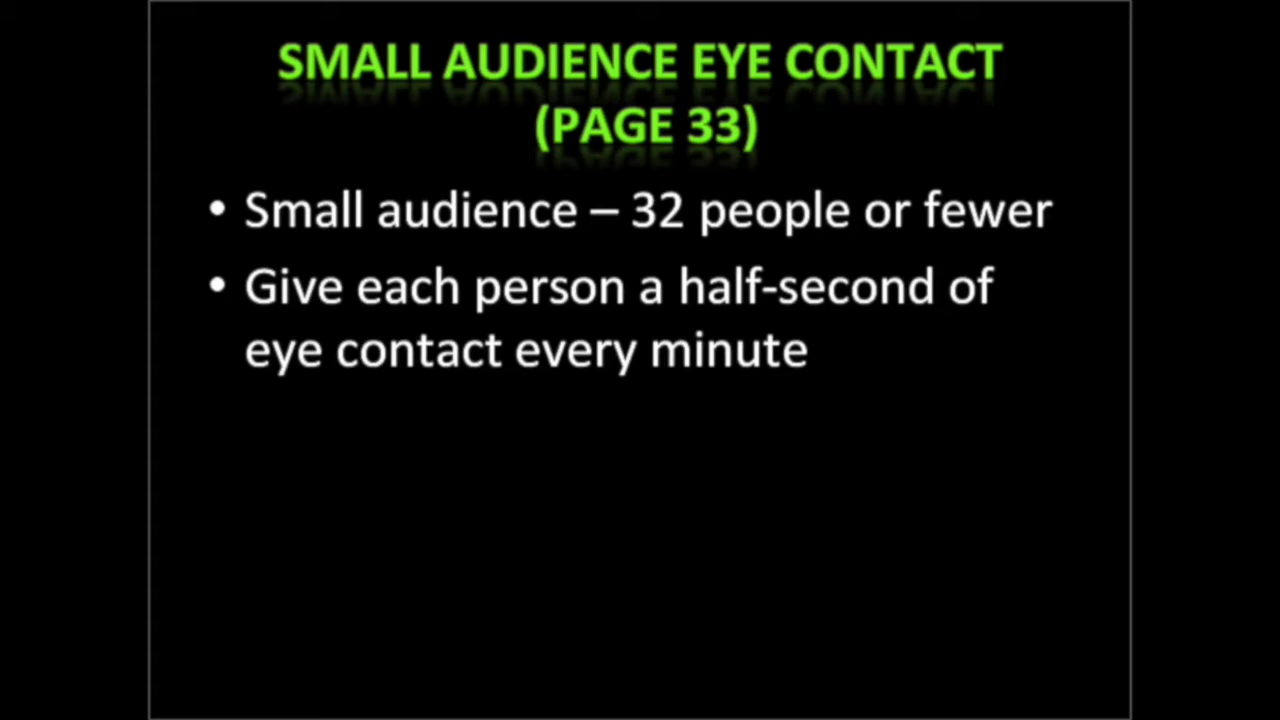 SMALL AUDIENCE EYE CONTACT
(PAGE 33)
• Small audience – 32 people or fewer
• Give each person a half-second of
eye contact every minute